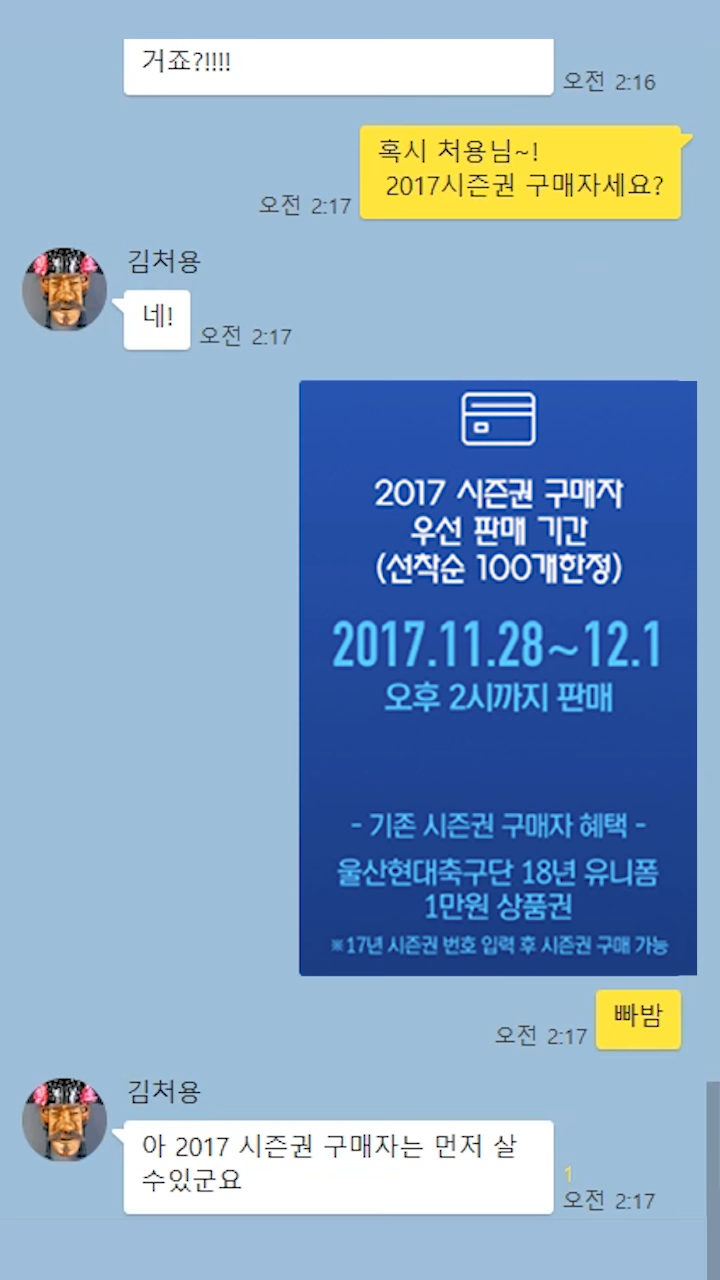 거죠?!!!!
오전 2:16
혹시 처용님~!
2017시즌권 구매자세요?
오전 2:17
김처용
네!
오전 2:17
2017 시즌권 구매자
우선 판매 기간
(선착순 100개한정)
2017.11.28~12.1
오후 2시까지 판매
- 기존 시즌권 구매자 혜택 -
울산현대축구단 18년 유니폼
1만원 상품권
※17년 시즌권 번호 입력 후 시즌권 구매 가능
빠밤
오전 2:17
김처용
아 2017 시즌권 구매자는 먼저 살
수있군요
1
오전 2:17